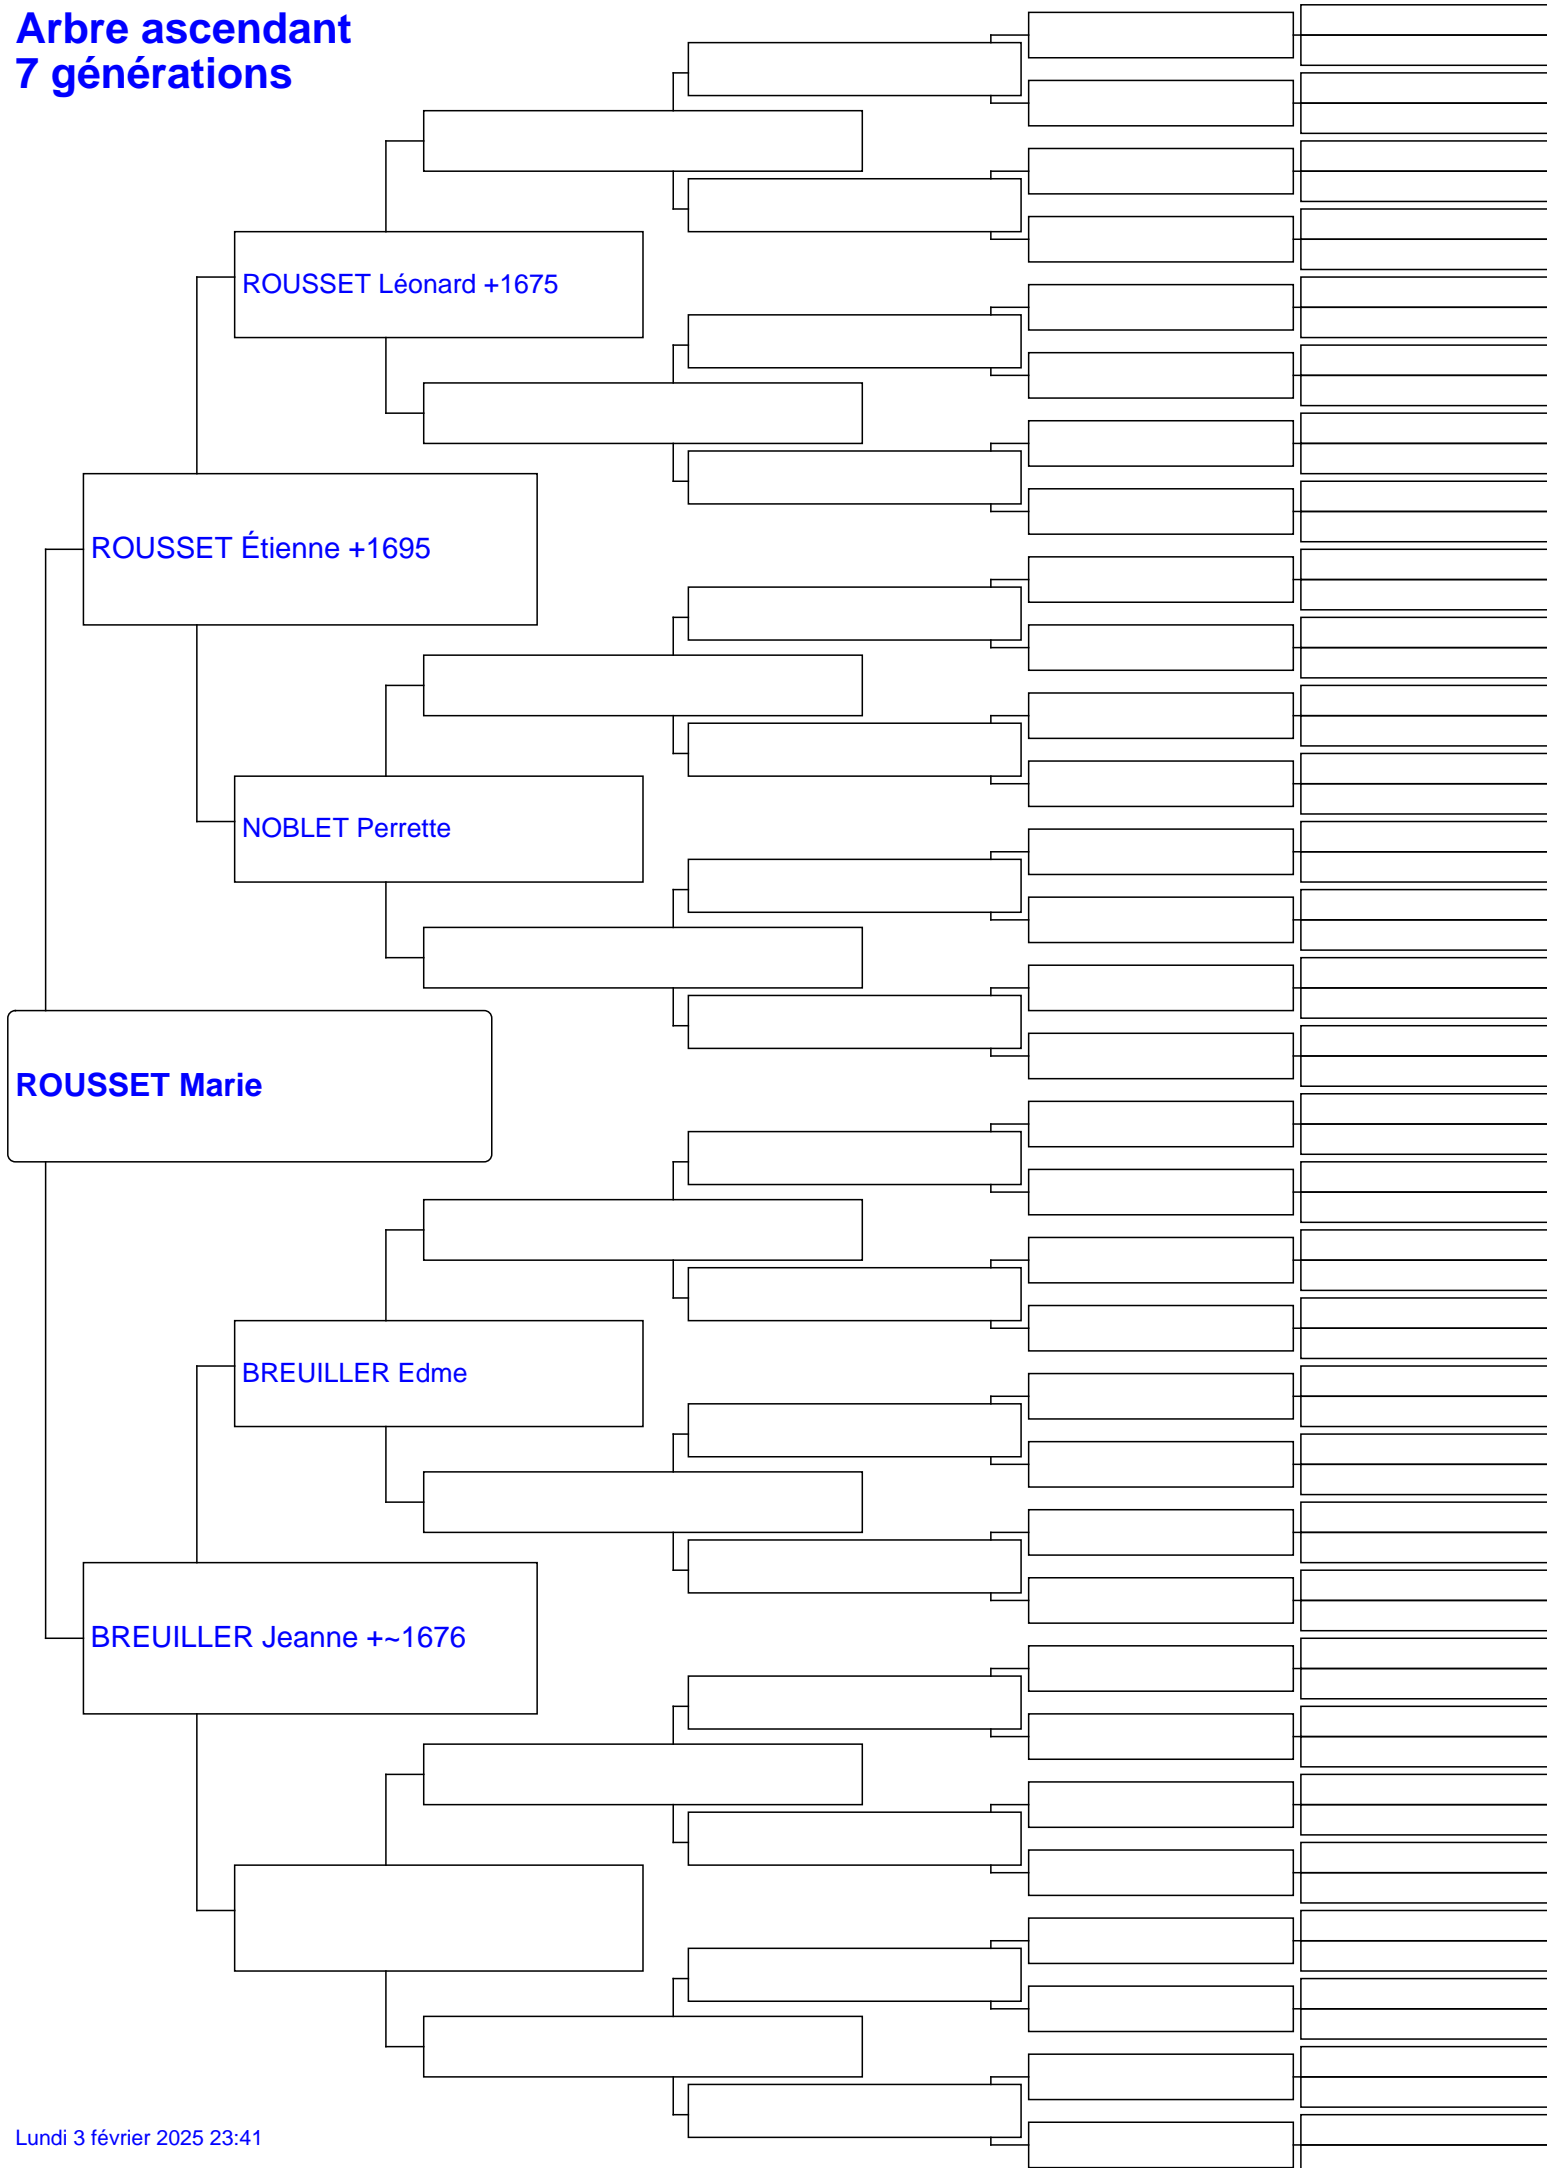 Arbre ascendant
7 générations
ROUSSET Léonard +1675
ROUSSET Étienne +1695
NOBLET Perrette
ROUSSET Marie
BREUILLER Edme
BREUILLER Jeanne +~1676
Lundi 3 février 2025 23:41